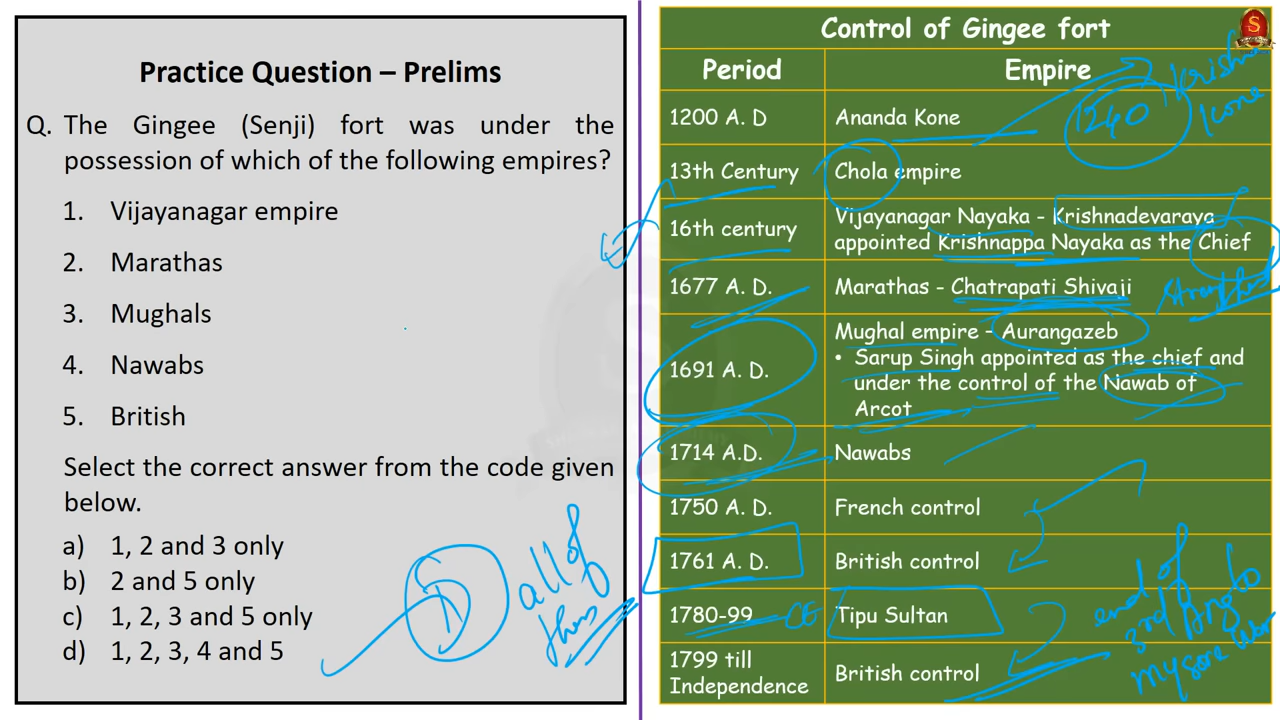 Practice Question – Prelims
Q. The Gingee (Senji) fort was under the
possession of which of the following empires?
1. Vijayanagar empire
2. Marathas
3. Mughals
4. Nawabs
5. British
Select the correct answer from the code given
below.
a) 1, 2 and 3 only
b) 2 and 5 only
c) 1, 2, 3 and 5 only
d) 1, 2, 3, 4 and 5
D
all of
them
Control of Gingee fort
S
Period Empire
1200 A. D Ananda Kone
1240
Krishna
Kone
13th Century Chola empire
16th century Vijayanagar Nayaka - Krishnadevaraya
appointed Krishnappa Nayaka as the Chief
1677 A. D. Marathas - Chatrapati Shivaji
1691 A. D. Mughal empire - Aurangazeb
• Sarup Singh appointed as the chief and
under the control of the Nawab of
Arcot
1714 A.D. Nawabs
1750 A. D. French control
1761 A. D. British control
1780-99 CE Tipu Sultan
1799 till
Independence British control
end of
3rd Anglo
mysore war